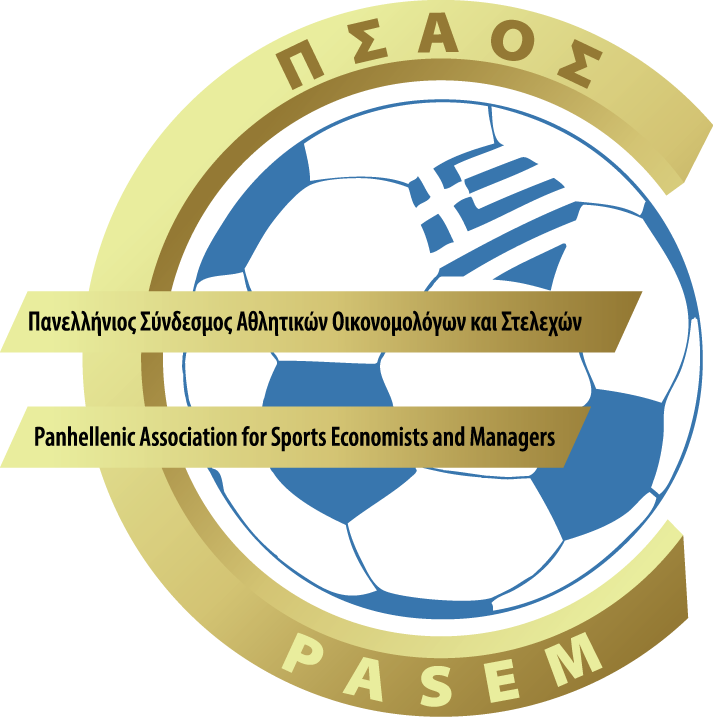 ΠΣΑΟΣ
Πανελλήνιος Σύνδεσμος Αθλητικών Οικονομολόγων και Στελεχών
Panhellenic Association for Sports Economists and Managers
PASEM